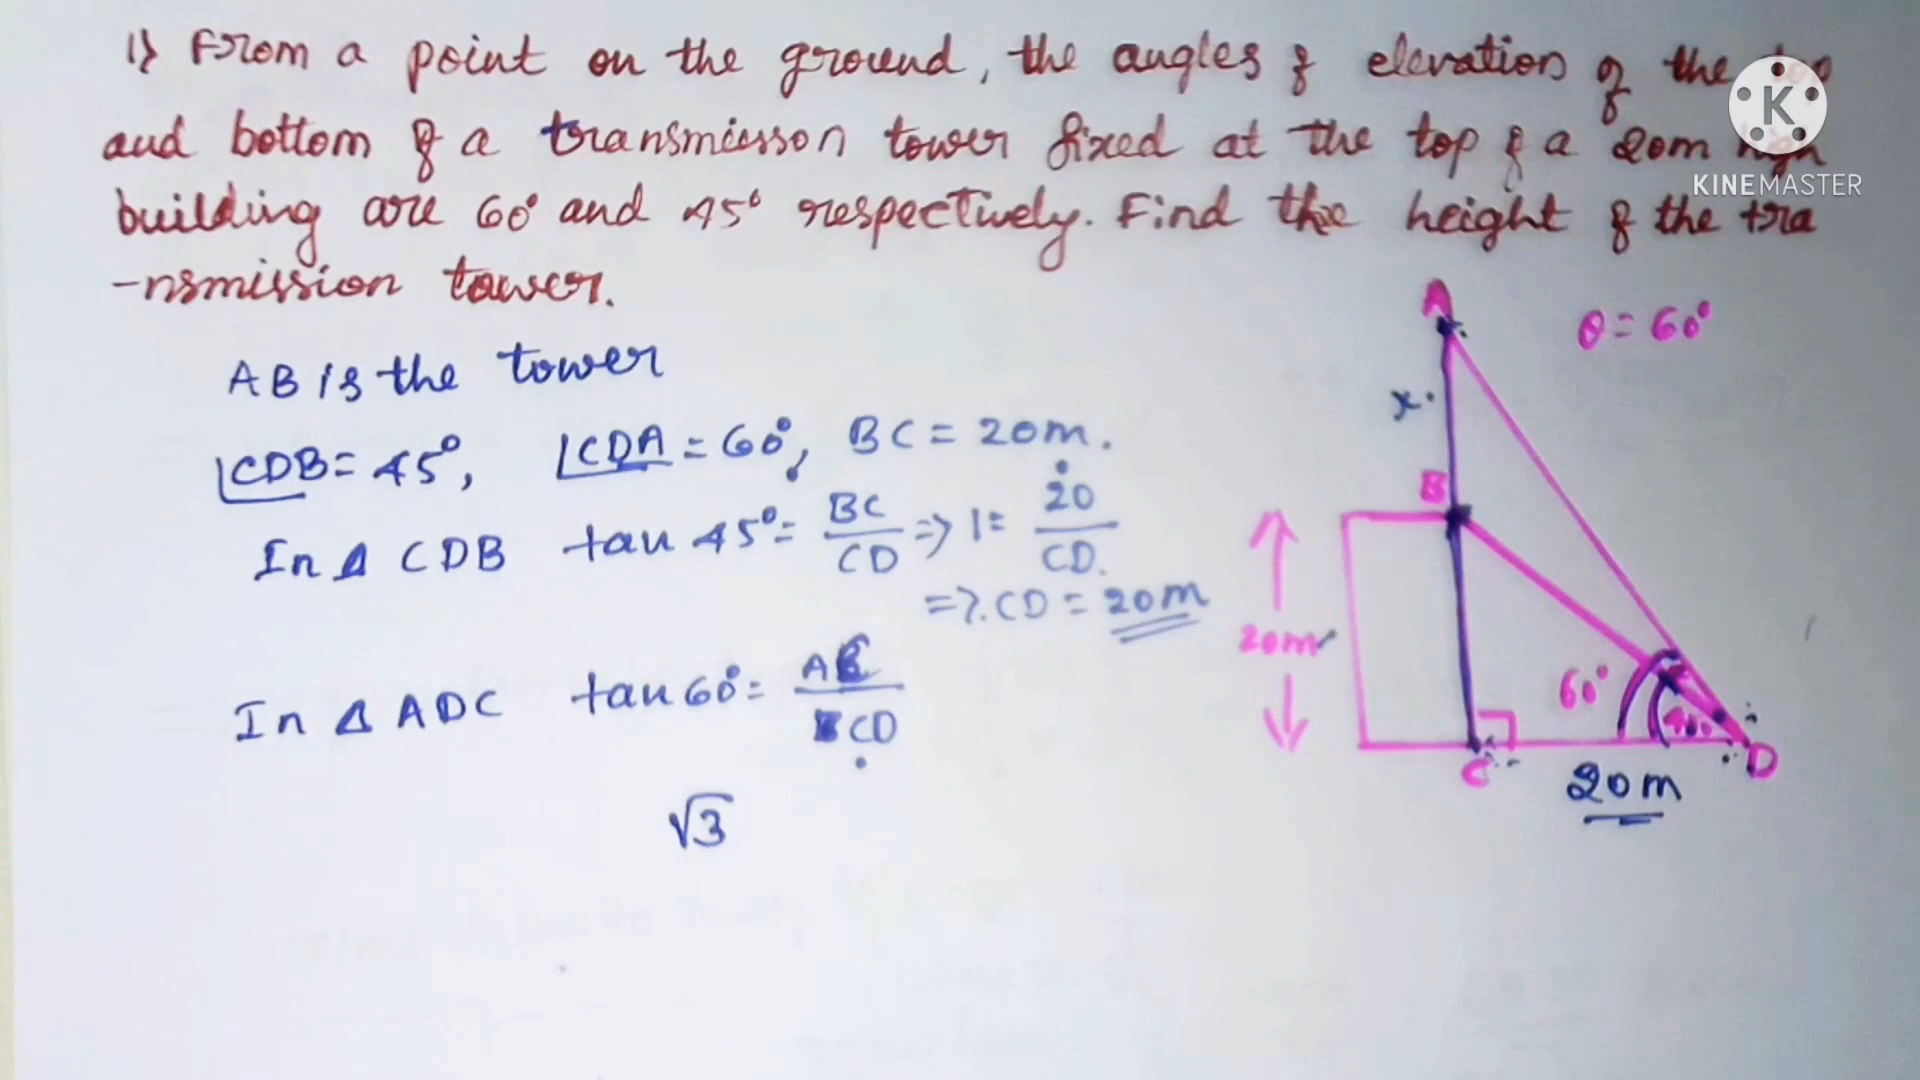 1) From a point on the ground, the angles of elevation of the top
and bottom of a transmission tower fixed at the top of a 20m high
building are 60° and 45° respectively. Find the height of the tra
-nsmission tower.
AB is the tower
∠CDB = 45°, ∠CDA = 60°, BC = 20m.
In Δ CDB tan 45° = BC/CD => 1 = 20/CD.
=> CD = 20m
In Δ ADC tan 60° = AC/CD
√3
A
θ = 60°
x
B
20m
60°
C
D
20m
K
KINEMASTER